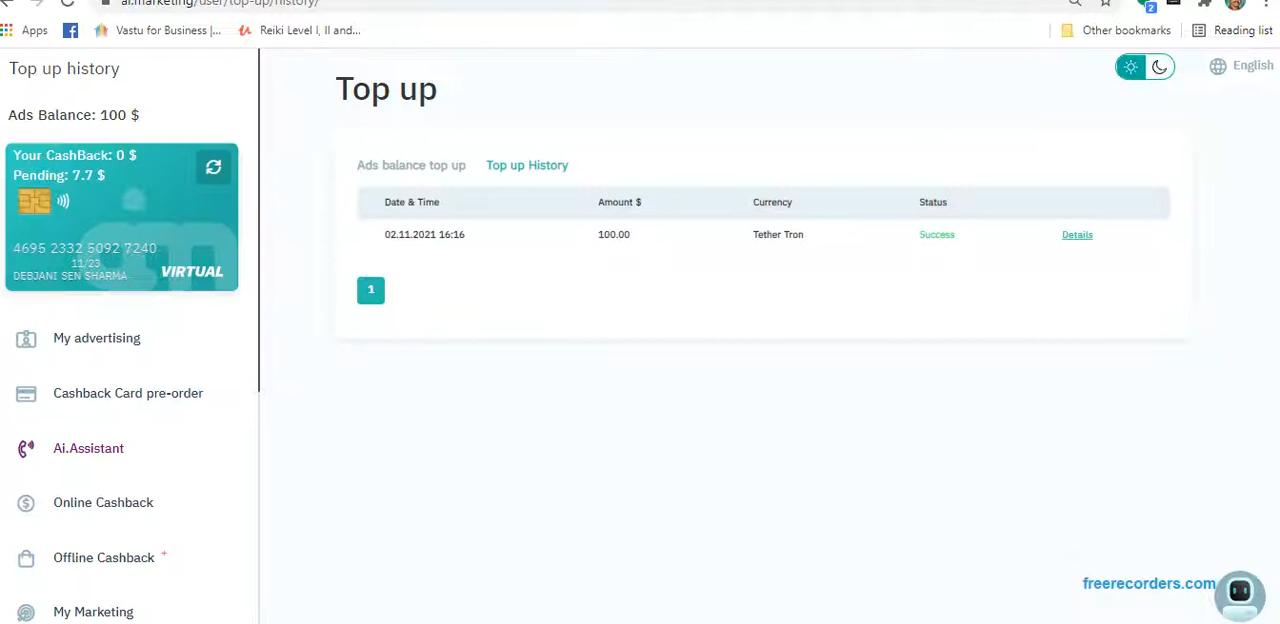 ai.marketing/user/top-up/history/
2
Apps
Vastu for Business |...
Reiki Level I, II and...
Other bookmarks
Reading list
Top up history
Ads Balance: 100 $
Your CashBack: 0 $
Pending: 7.7 $
4695 2332 5092 7240
11/23
DEBJANI SEN SHARMA
VIRTUAL
My advertising
Cashback Card pre-order
Ai.Assistant
Online Cashback
Offline Cashback +
My Marketing
English
Top up
Ads balance top up Top up History
Date & Time Amount $ Currency Status
02.11.2021 16:16 100.00 Tether Tron Success Details
1
freerecorders.com